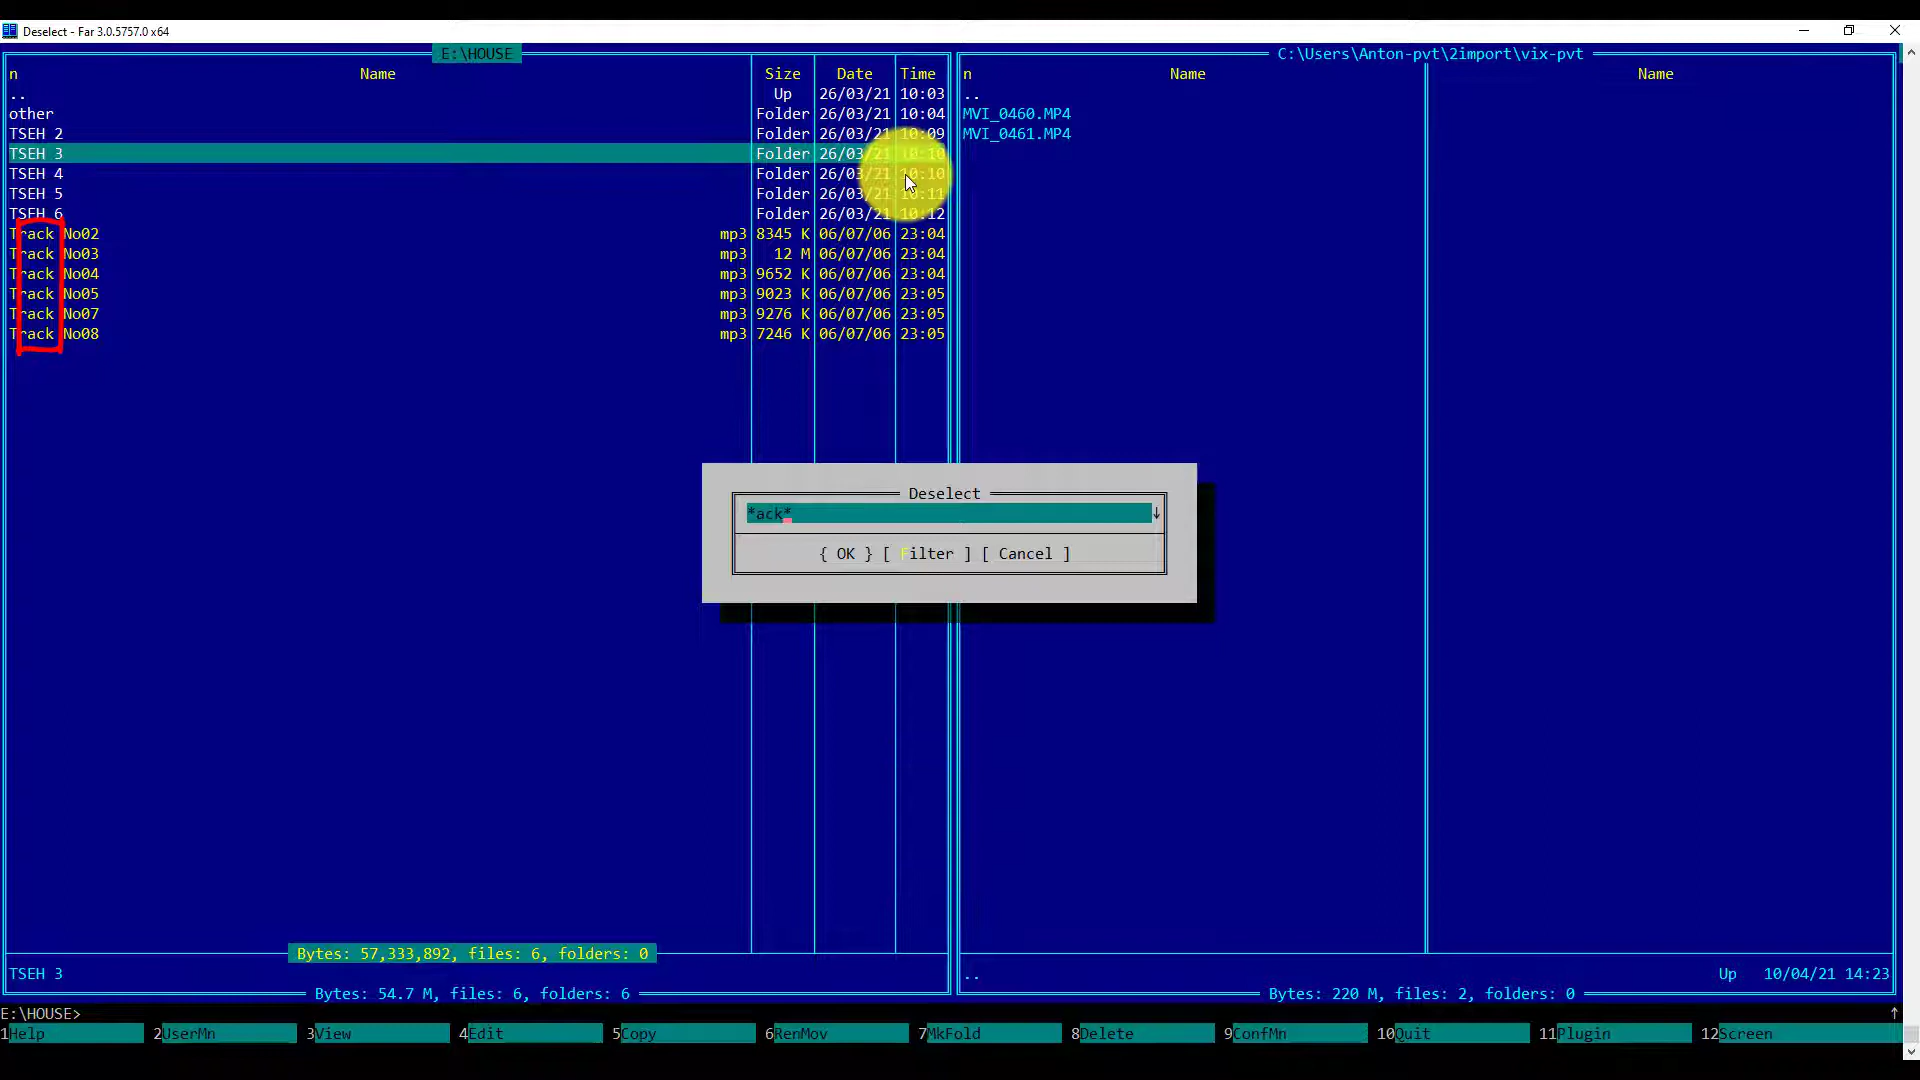 Deselect - Far 3.0.5757.0 x64
E:\HOUSE
C:\Users\Anton-pvt\2import\vix-pvt
n Name Size Date Time n Name Name
.. Up 26/03/21 10:03 ..
other Folder 26/03/21 10:04 MVI_0460.MP4
TSEH 2 Folder 26/03/21 10:09 MVI_0461.MP4
TSEH 3 Folder 26/03/21 10:10
TSEH 4 Folder 26/03/21 10:10
TSEH 5 Folder 26/03/21 10:11
TSEH 6 Folder 26/03/21 10:12
Track No02 mp3 8345 K 06/07/06 23:04
Track No03 mp3 12 M 06/07/06 23:04
Track No04 mp3 9652 K 06/07/06 23:04
Track No05 mp3 9023 K 06/07/06 23:05
Track No07 mp3 9276 K 06/07/06 23:05
Track No08 mp3 7246 K 06/07/06 23:05
Deselect
*ack* ↓
{ OK } [ Filter ] [ Cancel ]
Bytes: 57,333,892, files: 6, folders: 0
TSEH 3 .. Up 10/04/21 14:23
Bytes: 54.7 M, files: 6, folders: 6 Bytes: 220 M, files: 2, folders: 0
E:\HOUSE> ↑
1Help 2UserMn 3View 4Edit 5Copy 6RenMov 7MkFold 8Delete 9ConfMn 10Quit 11Plugin 12Screen